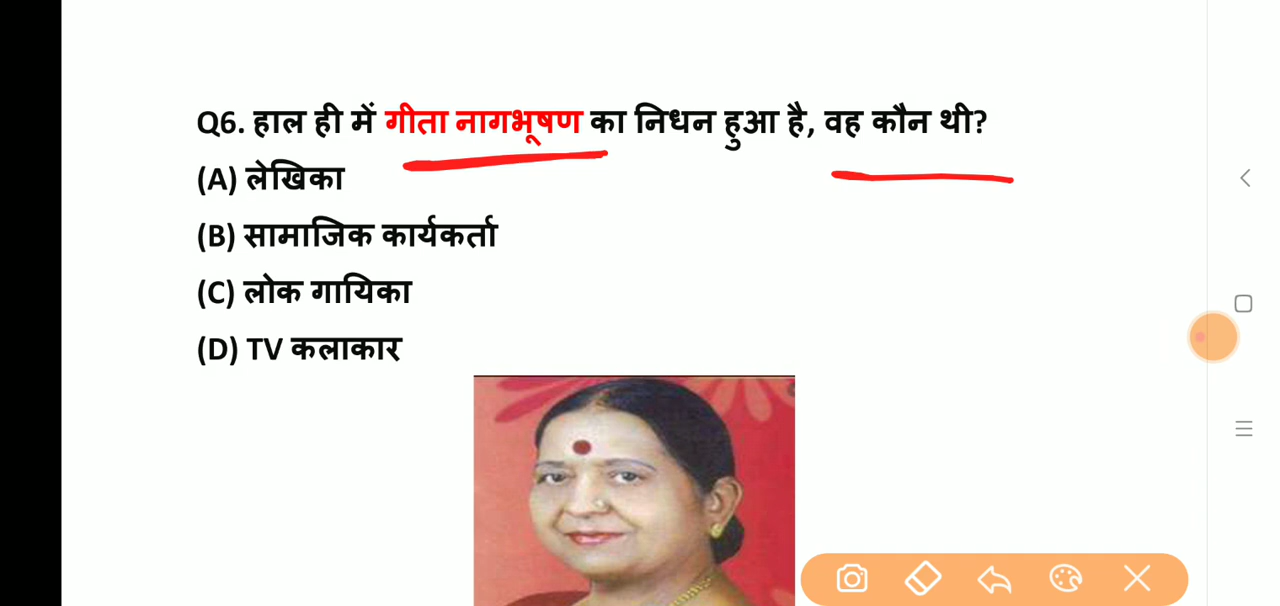 Q6. हाल ही में गीता नागभूषण का निधन हुआ है, वह कौन थी?
(A) लेखिका
(B) सामाजिक कार्यकर्ता
(C) लोक गायिका
(D) TV कलाकार